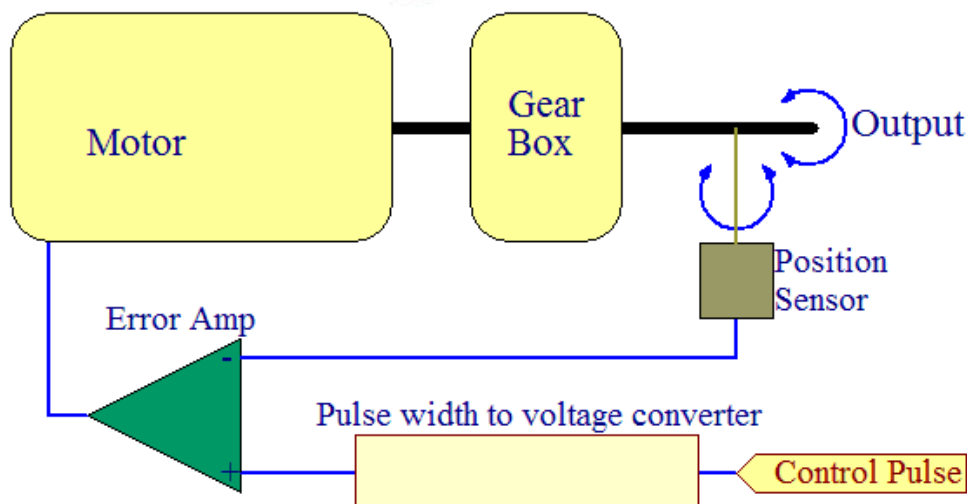 Motor
Gear
Box
Output
Position
Sensor
Error Amp
-
Pulse width to voltage converter
+
Control Pulse